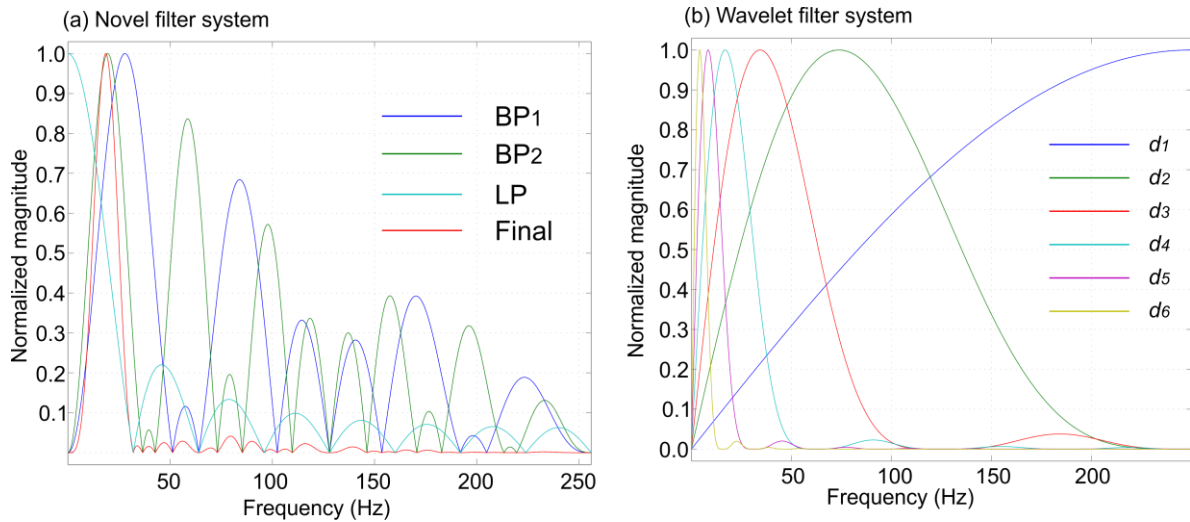 (a) Novel filter system
Normalized magnitude
1.0
0.9
0.8
0.7
0.6
0.5
0.4
0.3
0.2
0.1
BP1
BP2
LP
Final
50
100
150
200
250
Frequency (Hz)
(b) Wavelet filter system
Normalized magnitude
1.0
0.9
0.8
0.7
0.6
0.5
0.4
0.3
0.2
0.1
0.0
d1
d2
d3
d4
d5
d6
50
100
150
200
Frequency (Hz)